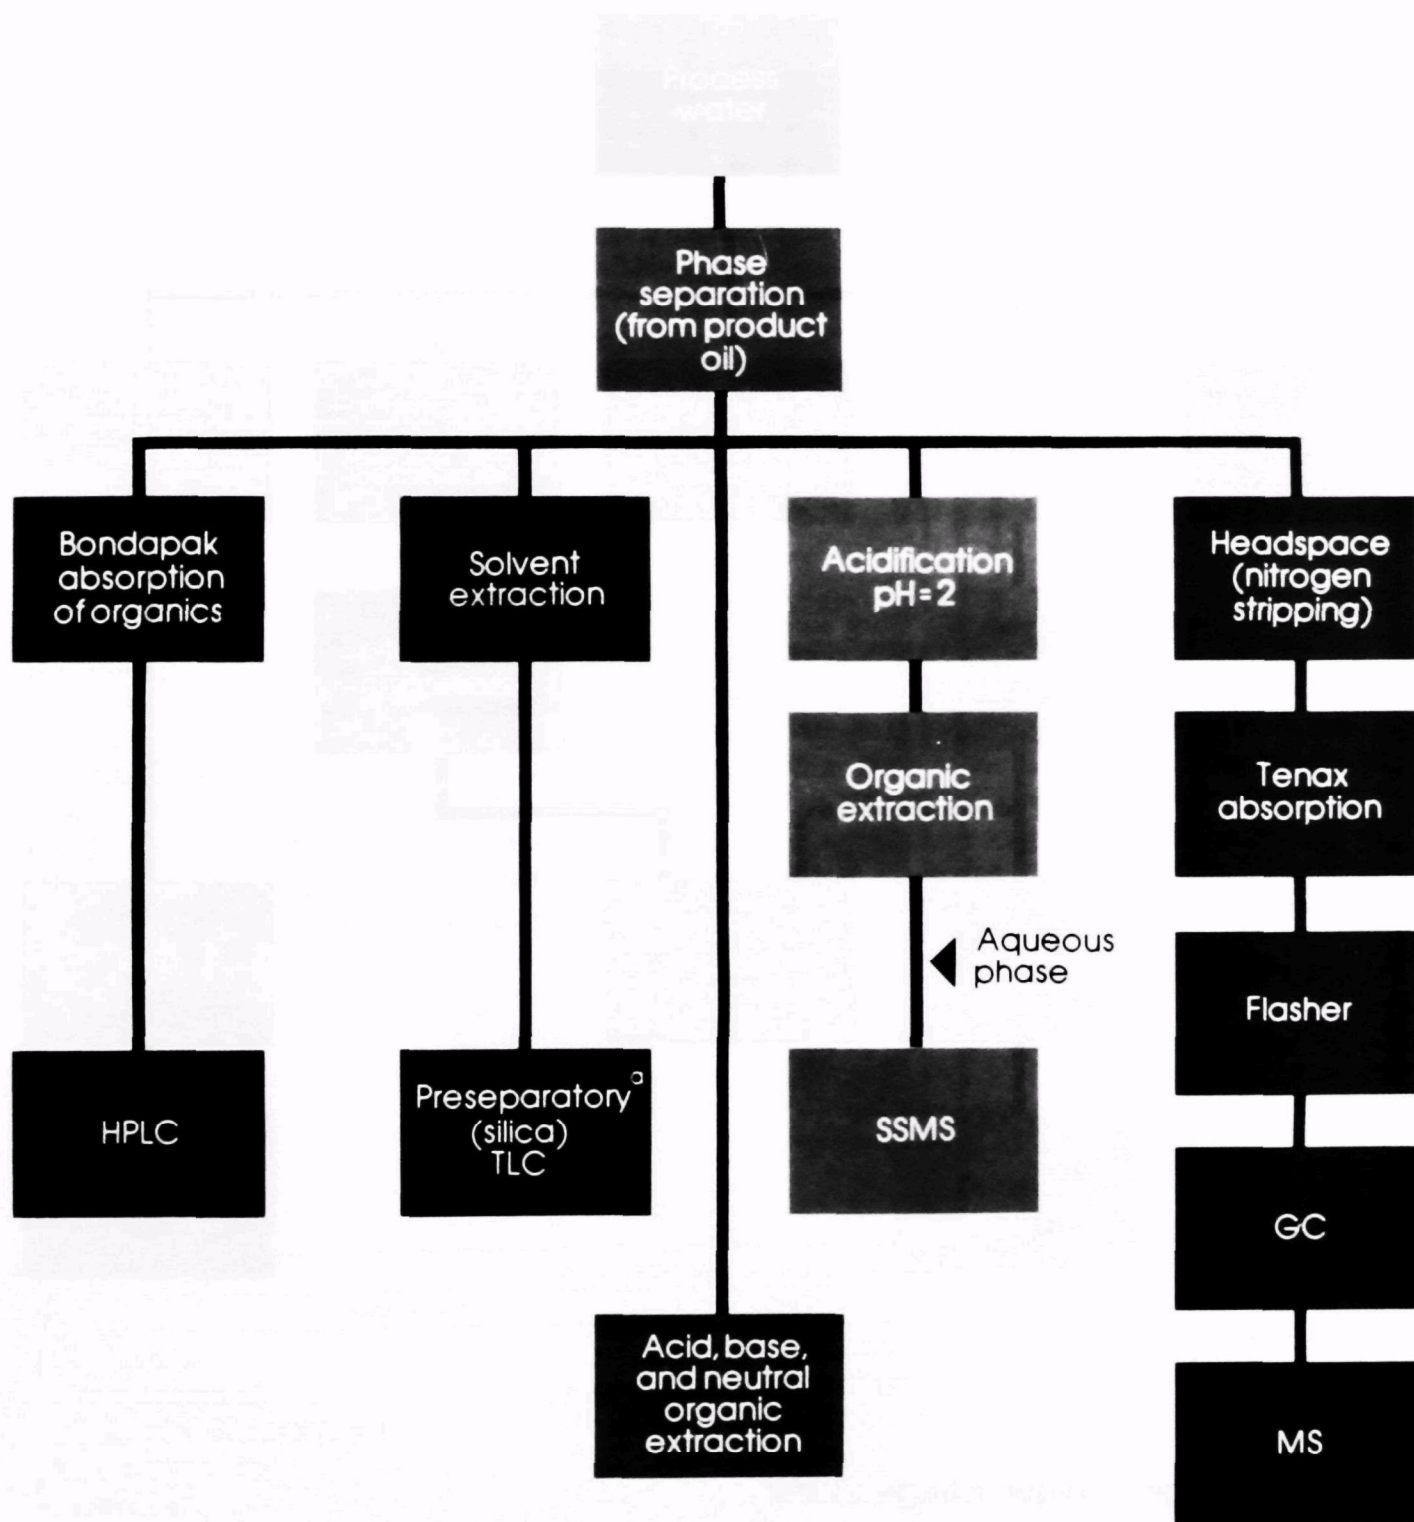 Process
water
Phase
separation
(from product
oil)
Bondapak
absorption
of organics
Solvent
extraction
Acidification
pH=2
Headspace
(nitrogen
stripping)
Organic
extraction
Tenax
absorption
Aqueous
phase
Flasher
HPLC
Preseparatory a
(silica)
TLC
SSMS
GC
Acid, base,
and neutral
organic
extraction
MS